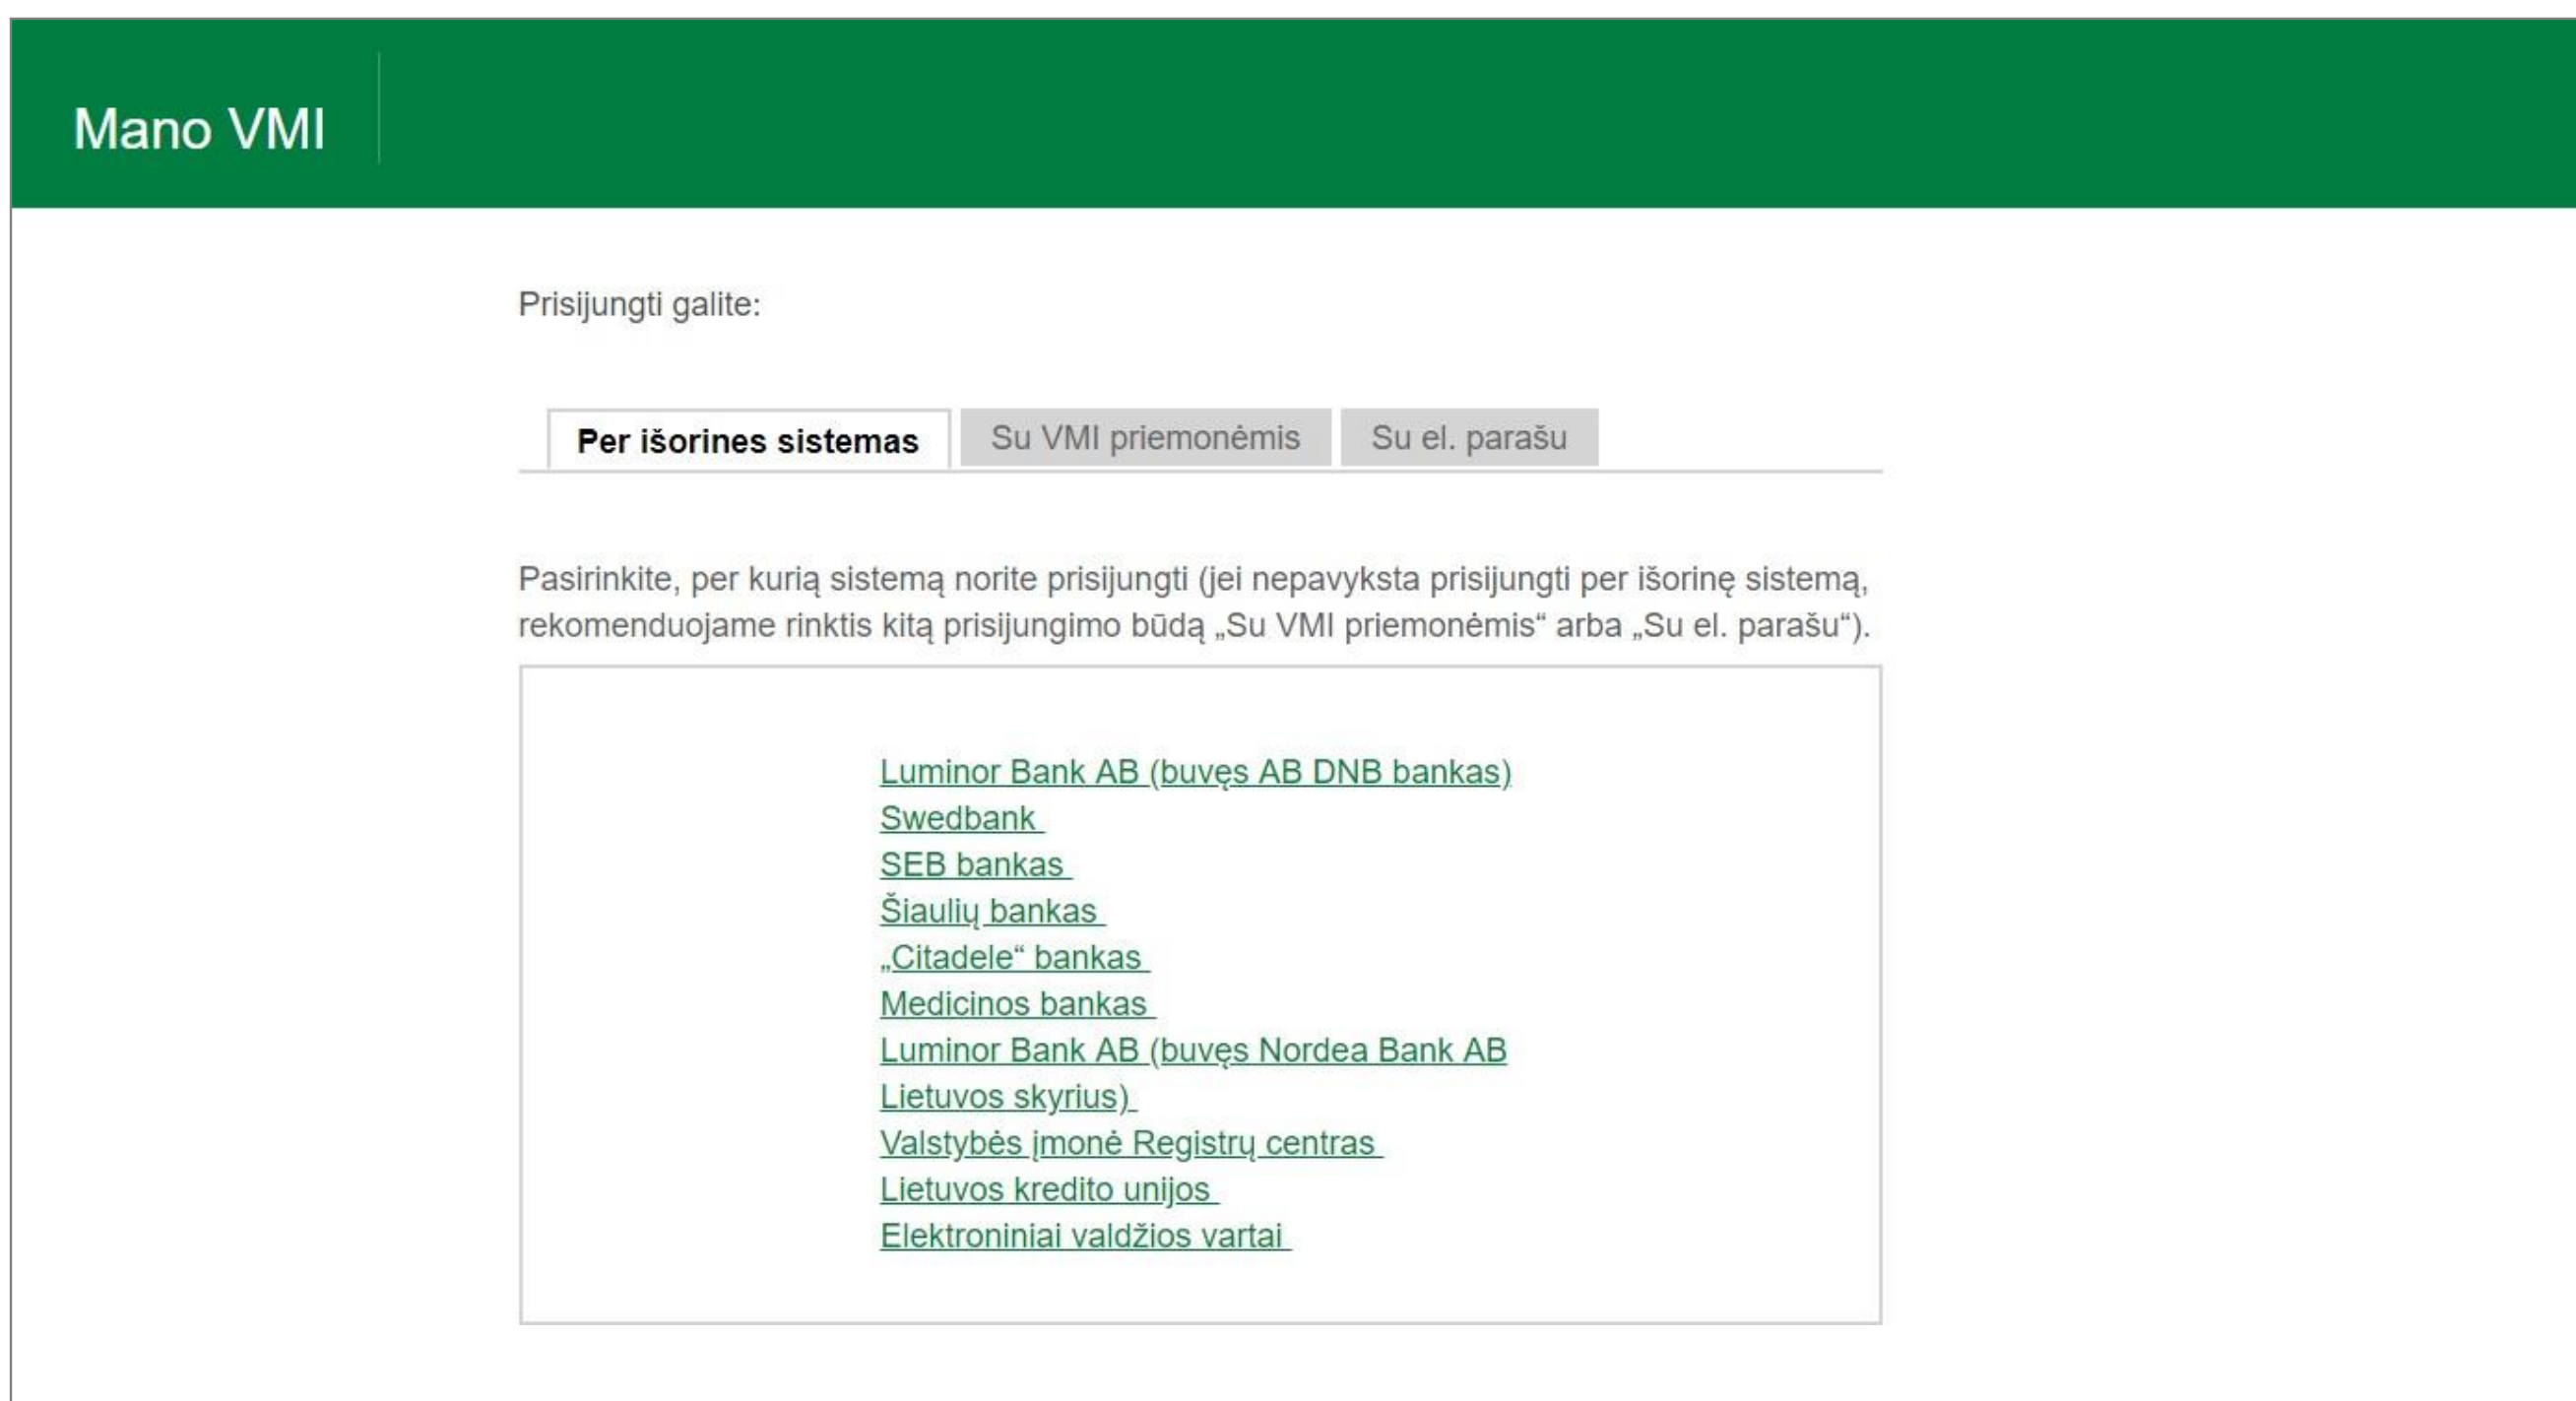 Mano VMI
Prisijungti galite:
Per išorines sistemas
Su VMI priemonėmis
Su el. parašu
Pasirinkite, per kurią sistemą norite prisijungti (jei nepavyksta prisijungti per išorinę sistemą,
rekomenduojame rinktis kitą prisijungimo būdą „Su VMI priemonėmis“ arba „Su el. parašu“).
Luminor Bank AB (buvęs AB DNB bankas)
Swedbank
SEB bankas
Šiaulių bankas
„Citadele“ bankas
Medicinos bankas
Luminor Bank AB (buvęs Nordea Bank AB
Lietuvos skyrius)
Valstybės įmonė Registrų centras
Lietuvos kredito unijos
Elektroniniai valdžios vartai